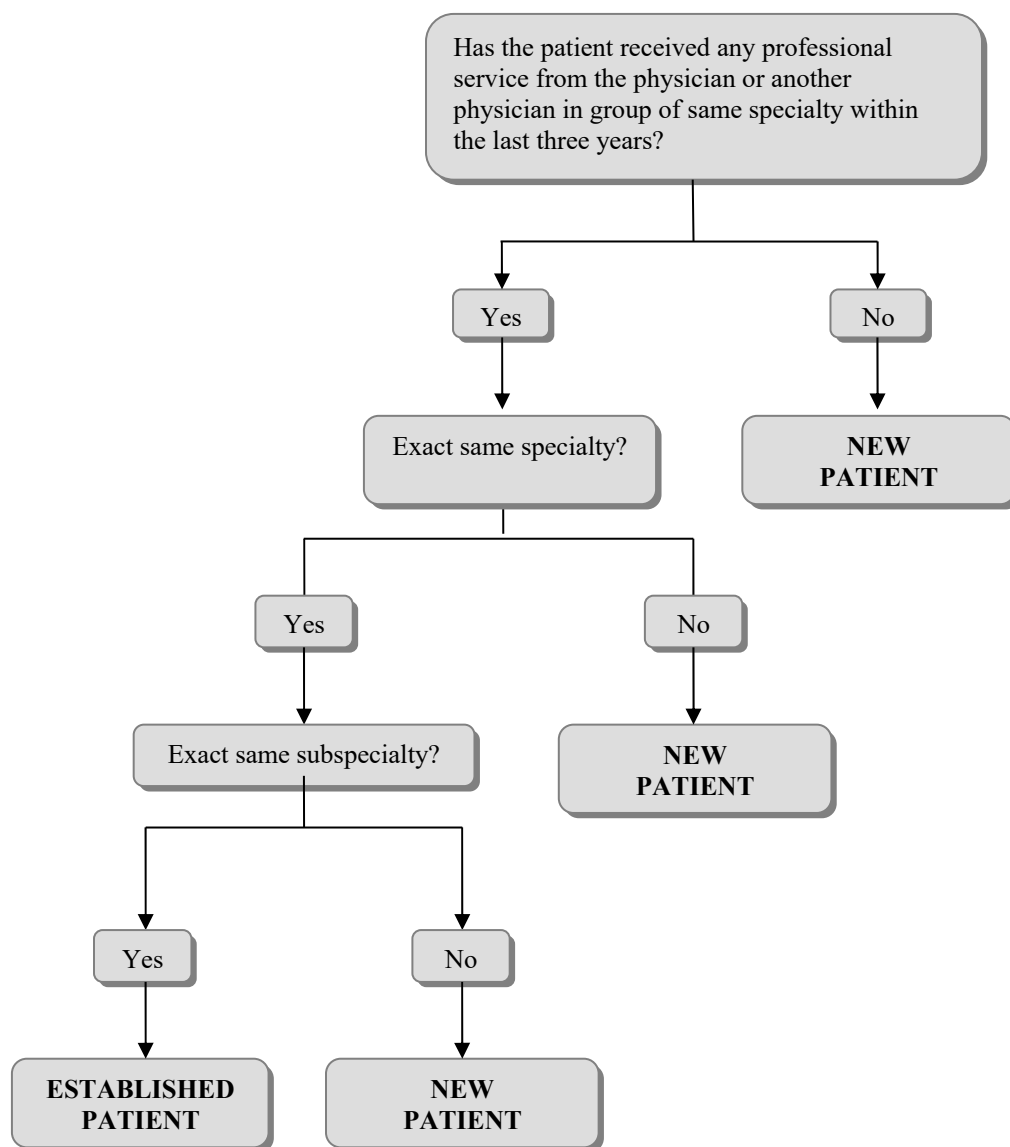 Has the patient received any professional
service from the physician or another
physician in group of same specialty within
the last three years?
Yes
No
Exact same specialty?
NEW
PATIENT
Yes
No
Exact same subspecialty?
NEW
PATIENT
Yes
No
ESTABLISHED
PATIENT
NEW
PATIENT